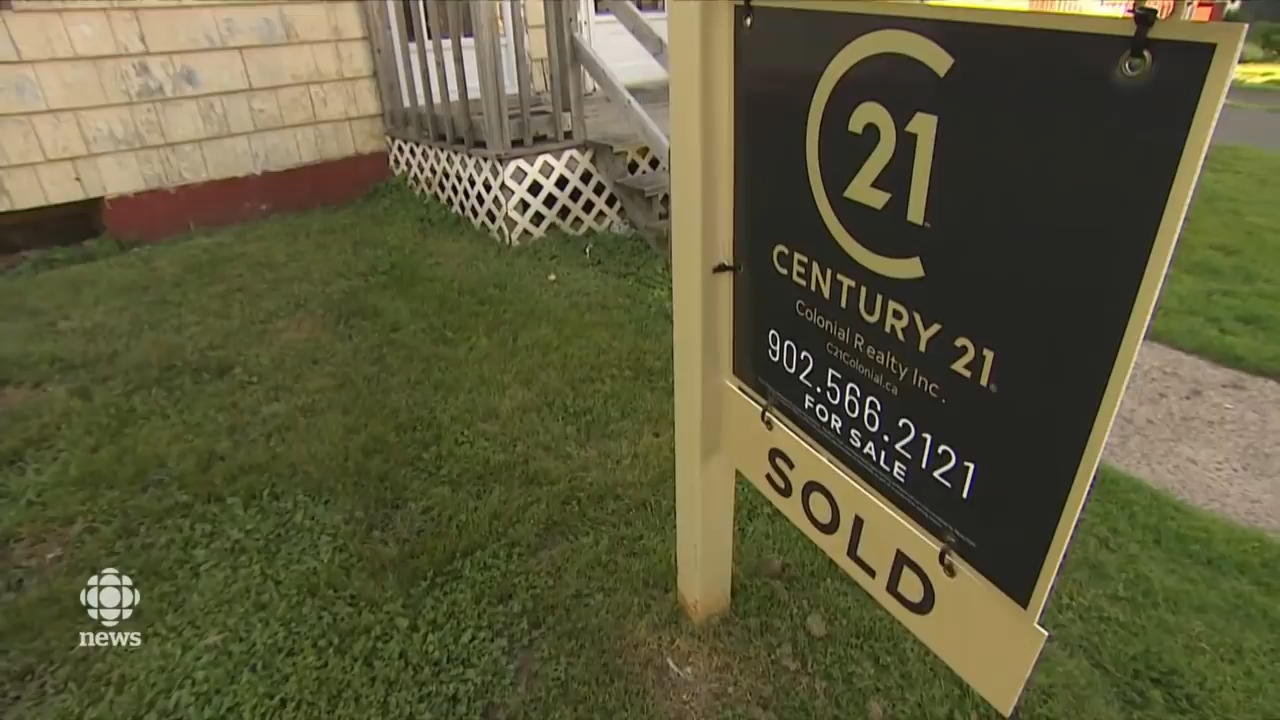 21
CENTURY 21
Colonial Realty Inc.
C21Colonial.ca
902.566.2121
FOR SALE
SOLD
news